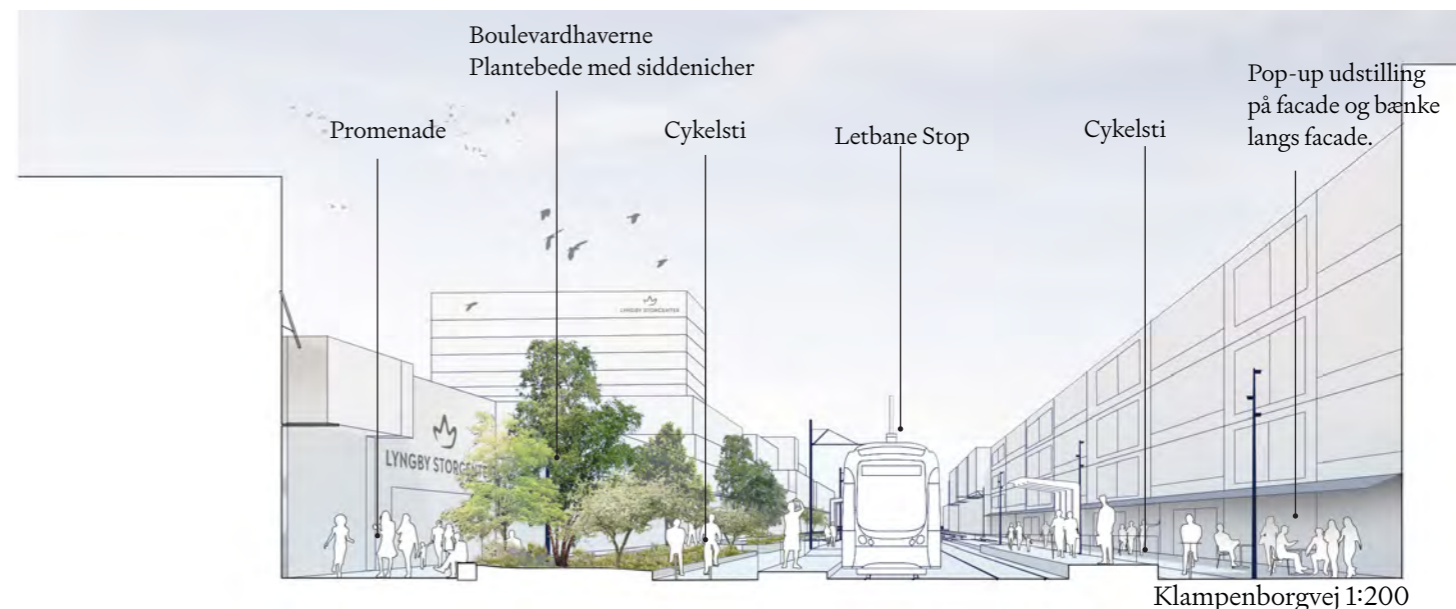 Boulevardhaverne
Plantebede med siddenicher
Pop-up udstilling
på facade og bænke
langs facade.
Promenade
Cykelsti
Letbane Stop
Cykelsti
LYNGBY STORCENTER
LYNGBY STORCENTER
Klampenborgvej 1:200